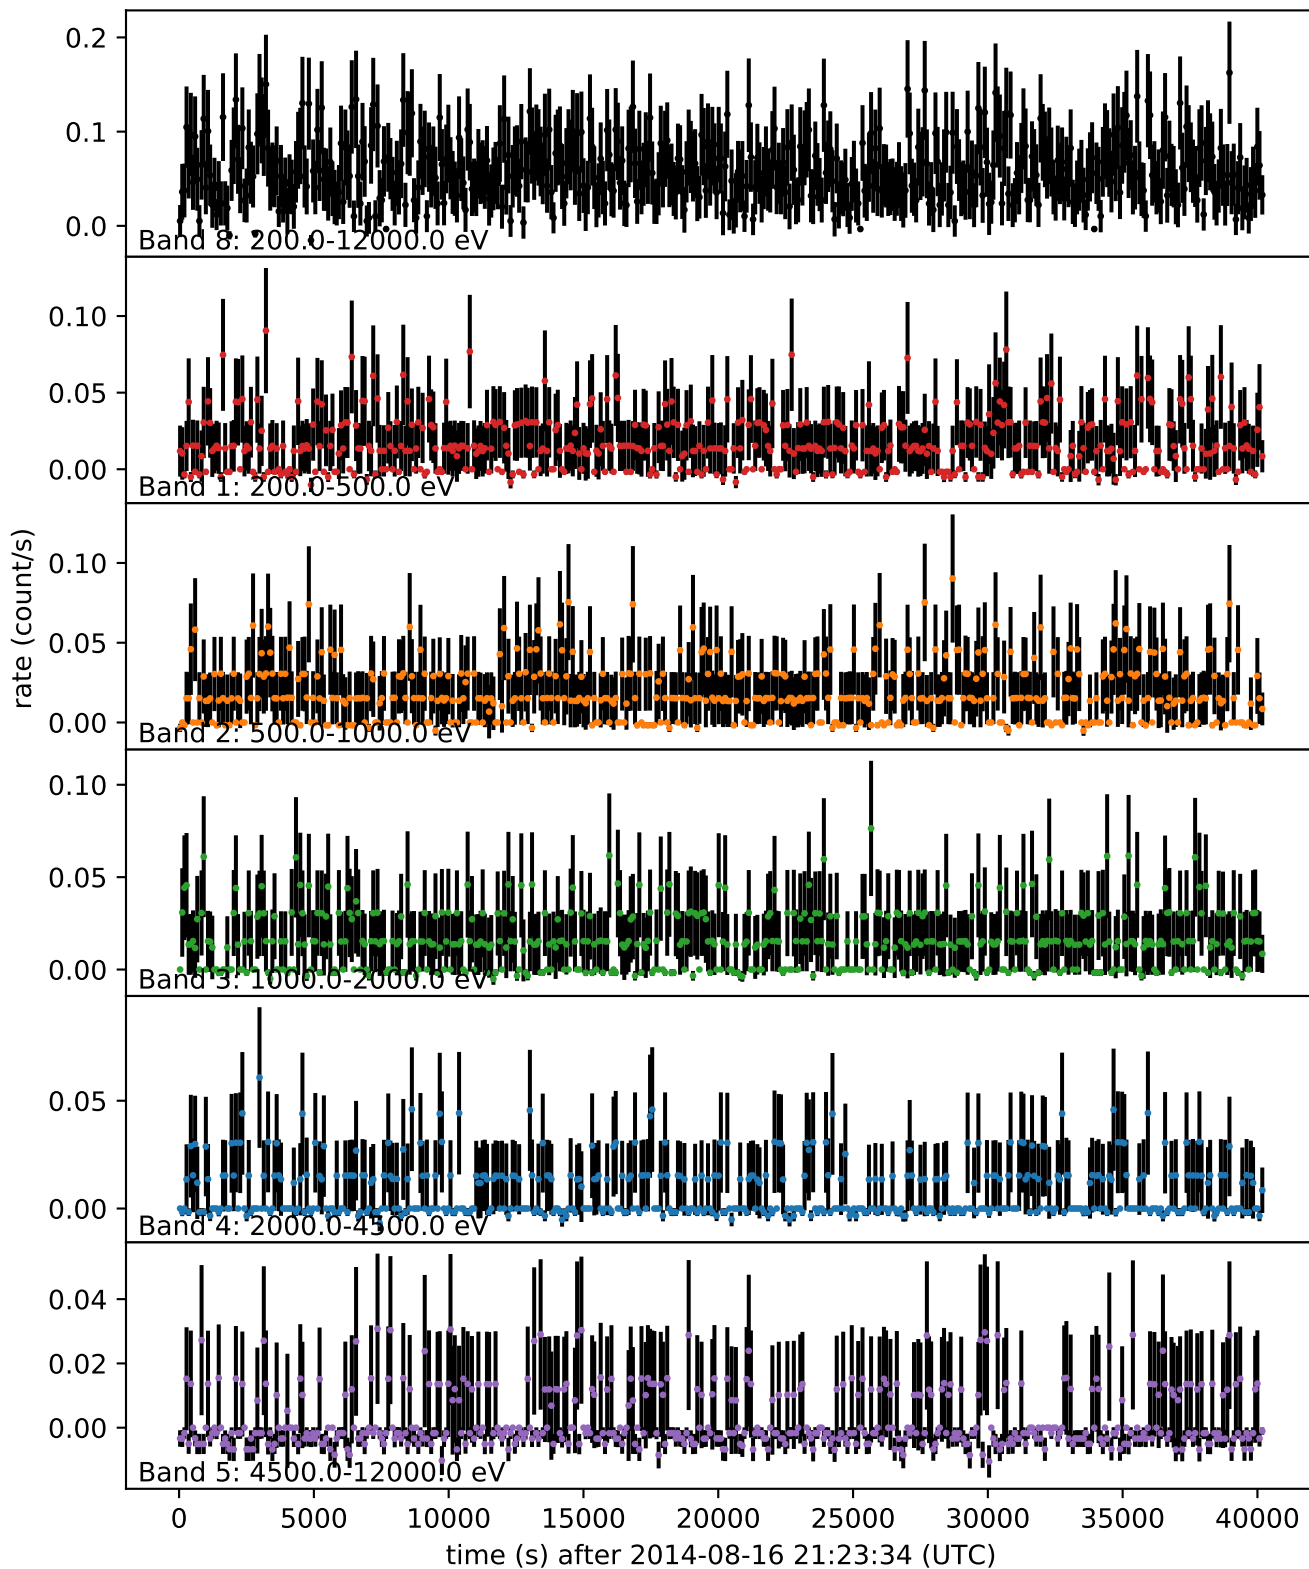 0.2
0.1
0.0
Band 8: 200.0-12000.0 eV
0.10
0.05
0.00
Band 1: 200.0-500.0 eV
0.10
0.05
0.00
Band 2: 500.0-1000.0 eV
rate (count/s)
0.10
0.05
0.00
Band 3: 1000.0-2000.0 eV
0.05
0.00
Band 4: 2000.0-4500.0 eV
0.04
0.02
0.00
Band 5: 4500.0-12000.0 eV
0 5000 10000 15000 20000 25000 30000 35000 40000
time (s) after 2014-08-16 21:23:34 (UTC)